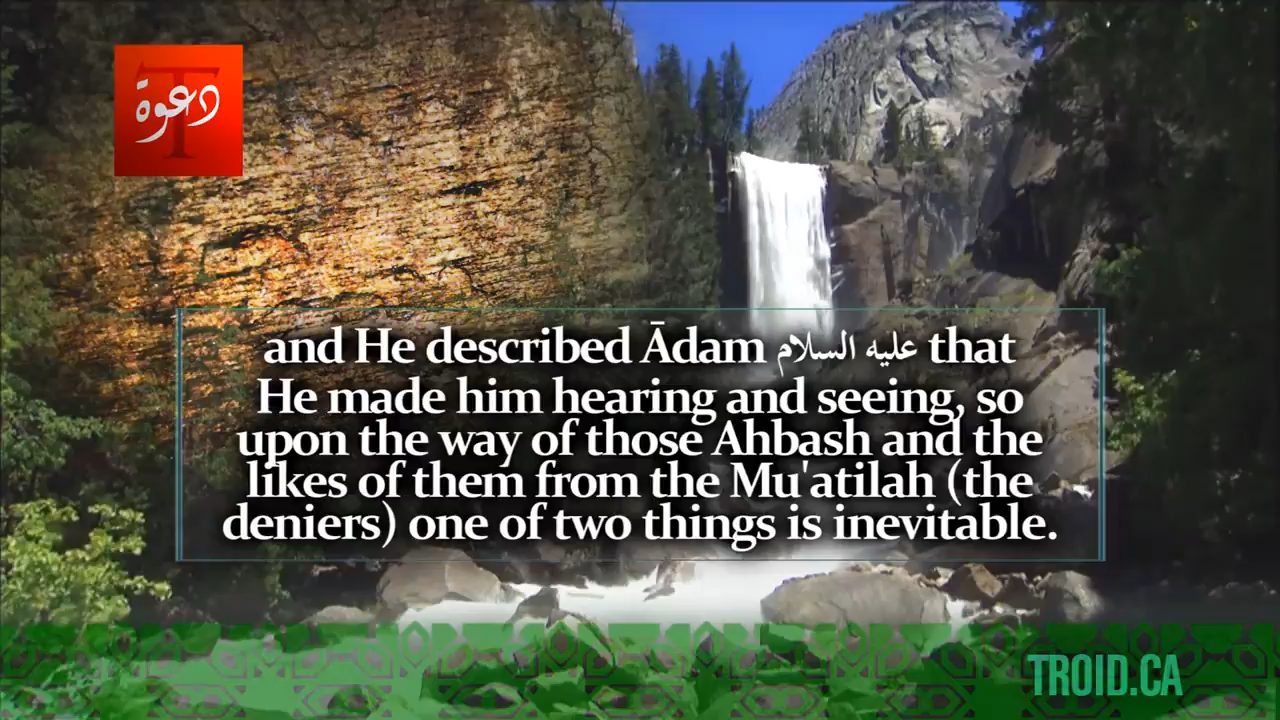 T
دعوة
and He described Ādam عليه السلام that
He made him hearing and seeing, so
upon the way of those Ahbash and the
likes of them from the Mu'atilah (the
deniers) one of two things is inevitable.
TROID.CA